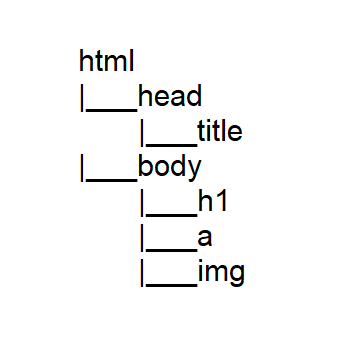 html
|___head
|___title
|___body
|___h1
|___a
|___img